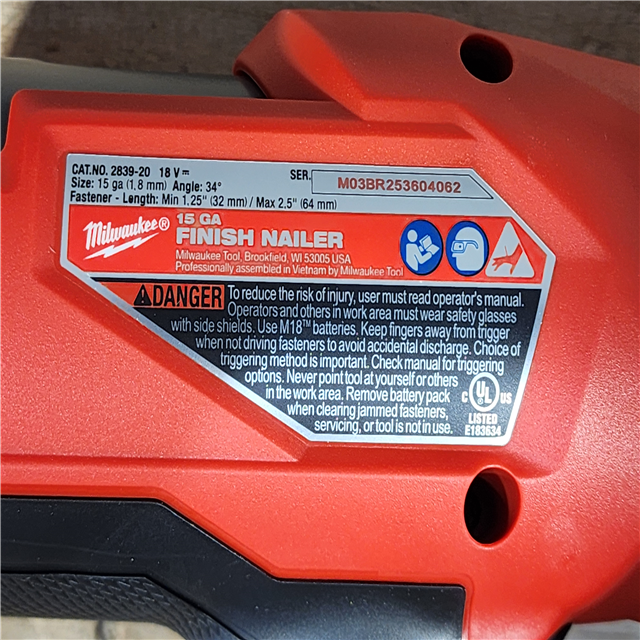 CAT.NO. 2839-20 18 V⎓ SER. M03BR253604062
Size: 15 ga (1.8 mm) Angle: 34°
Fastener - Length: Min 1.25" (32 mm) / Max 2.5" (64 mm)
Milwaukee®
15 GA
FINISH NAILER
Milwaukee Tool, Brookfield, WI 53005 USA
Professionally assembled in Vietnam by Milwaukee Tool
DANGER To reduce the risk of injury, user must read operator's manual.
Operators and others in work area must wear safety glasses
with side shields. Use M18™ batteries. Keep fingers away from trigger
when not driving fasteners to avoid accidental discharge. Choice of
triggering method is important. Check manual for triggering
options. Never point tool at yourself or others
in the work area. Remove battery pack
when clearing jammed fasteners,
servicing, or tool is not in use.
C UL US
LISTED
E183634